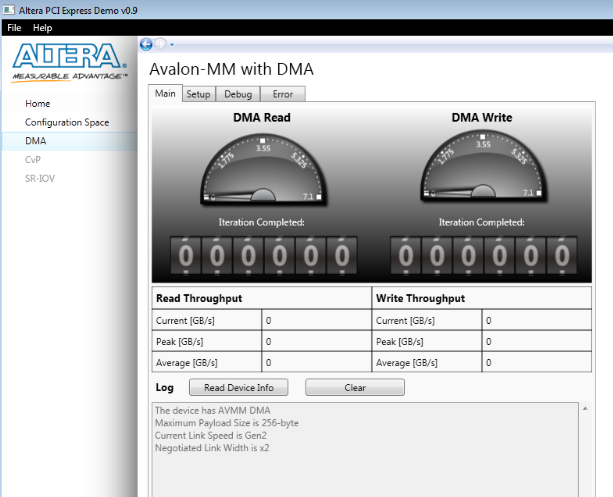 Altera PCI Express Demo v0.9
File Help
ALTERA
MEASURABLE ADVANTAGE™
Home
Configuration Space
DMA
CvP
SR-IOV
Avalon-MM with DMA
Main Setup Debug Error
DMA Read
0 1.775 3.55 5.325 7.1
Iteration Completed:
0 0 0 0 0 0
DMA Write
0 1.775 3.55 5.325 7.1
Iteration Completed:
0 0 0 0 0 0
Read Throughput Write Throughput
Current [GB/s] 0 Current [GB/s] 0
Peak [GB/s] 0 Peak [GB/s] 0
Average [GB/s] 0 Average [GB/s] 0
Log Read Device Info Clear
The device has AVMM DMA
Maximum Payload Size is 256-byte
Current Link Speed is Gen2
Negotiated Link Width is x2